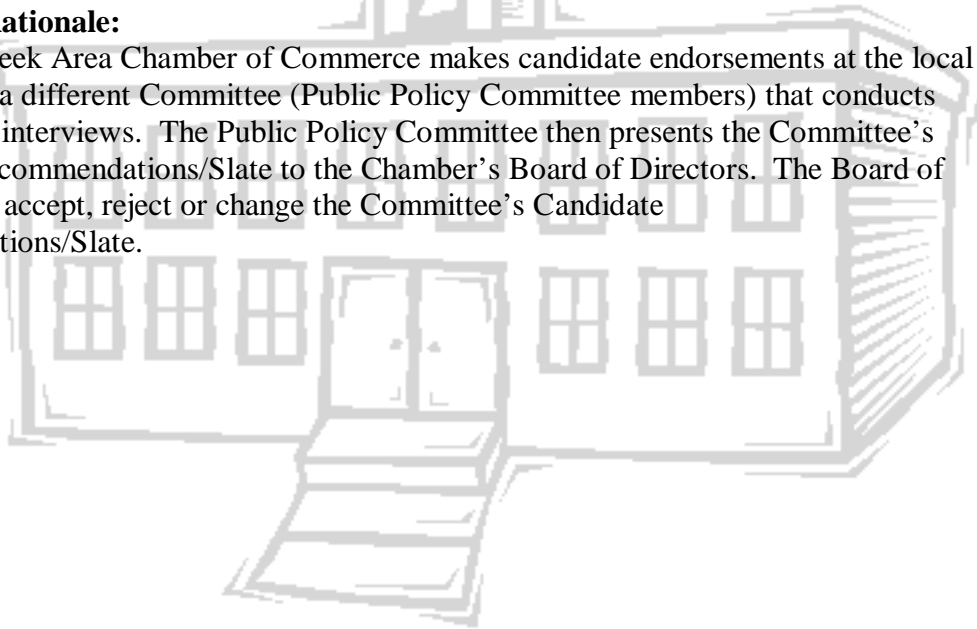 ationale:
eek Area Chamber of Commerce makes candidate endorsements at the local
a different Committee (Public Policy Committee members) that conducts
interviews. The Public Policy Committee then presents the Committee's
commendations/Slate to the Chamber's Board of Directors. The Board of
accept, reject or change the Committee's Candidate
tions/Slate.